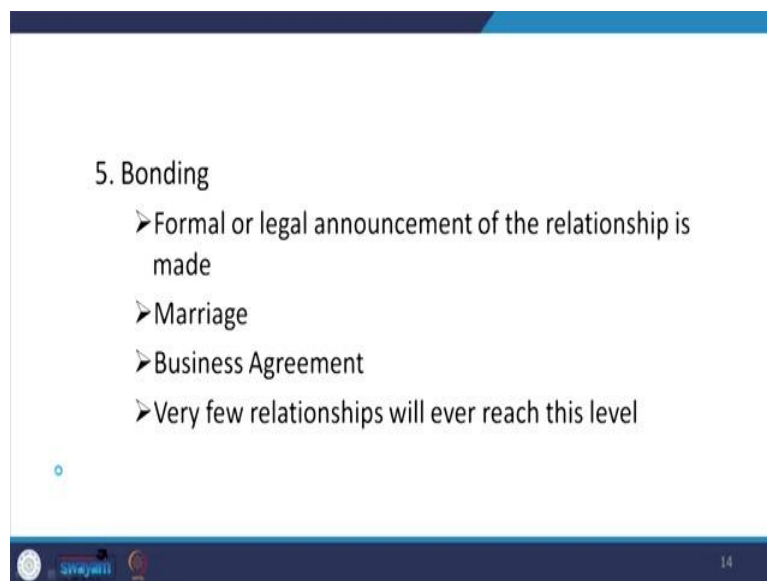 5. Bonding
➤Formal or legal announcement of the relationship is
made
➤Marriage
➤Business Agreement
➤Very few relationships will ever reach this level
swayam
14